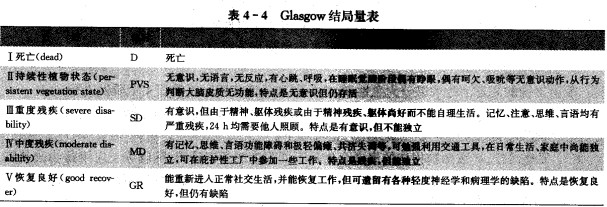 表4-4 Glasgow 结局量表
Ⅰ死亡(dead) D 死亡
Ⅱ持续性植物状态(per- 无意识,无语言,无反应,有心跳、呼吸,在睡眠觉醒阶段偶有睁眼,偶有呵欠、吸吮等无意识动作,从行为
sistent vegetation state) PVS 判断大脑皮质无功能,特点是无意识但仍存活
Ⅲ重度残疾(severe disa- 有意识,但由于精神、躯体残疾或由于精神残疾、躯体尚好而不能自理生活。记忆、注意、思维、言语均有
bility) SD 严重残疾,24 h 均需要他人照顾。特点是有意识,但不能独立
Ⅳ中度残疾(moderate dis- 有记忆、思维、言语功能障碍和极轻偏瘫、共济失调等,可勉强利用交通工具,在日常生活、家庭中尚能独
ability) MD 立,可在庇护性工厂中参加一些工作。特点是残疾,但能独立
Ⅴ恢复良好(good recov- 能重新进入正常社交生活,并能恢复工作,但可遗留有各种轻度神经学和病理学的缺陷。特点是恢复良
er) GR 好,但仍有缺陷